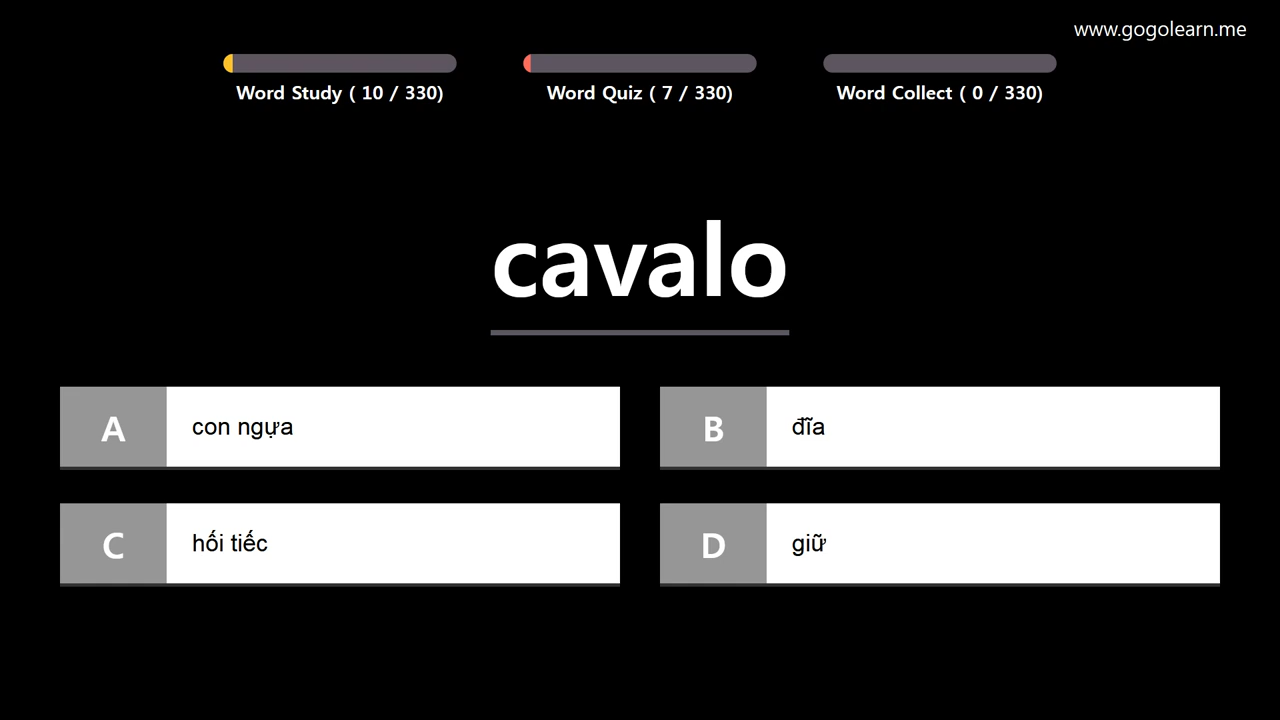 www.gogolearn.me
Word Study ( 10 / 330)
Word Quiz ( 7 / 330)
Word Collect ( 0 / 330)
cavalo
A con ngựa
B đĩa
C hối tiếc
D giữ